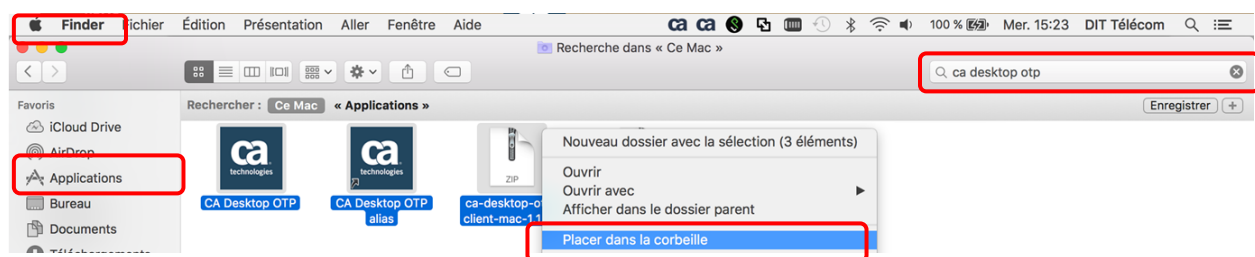 Finder Fichier Édition Présentation Aller Fenêtre Aide 100 % Mer. 15:23 DIT Télécom
Recherche dans « Ce Mac »
ca desktop otp
Favoris
Rechercher : Ce Mac « Applications » Enregistrer +
iCloud Drive
AirDrop
Applications
Bureau
Documents
Téléchargements
ca technologies
CA Desktop OTP
ca technologies
CA Desktop OTP
alias
ZIP
ca-desktop-o
client-mac-1.1
Nouveau dossier avec la sélection (3 éléments)
Ouvrir
Ouvrir avec
Afficher dans le dossier parent
Placer dans la corbeille